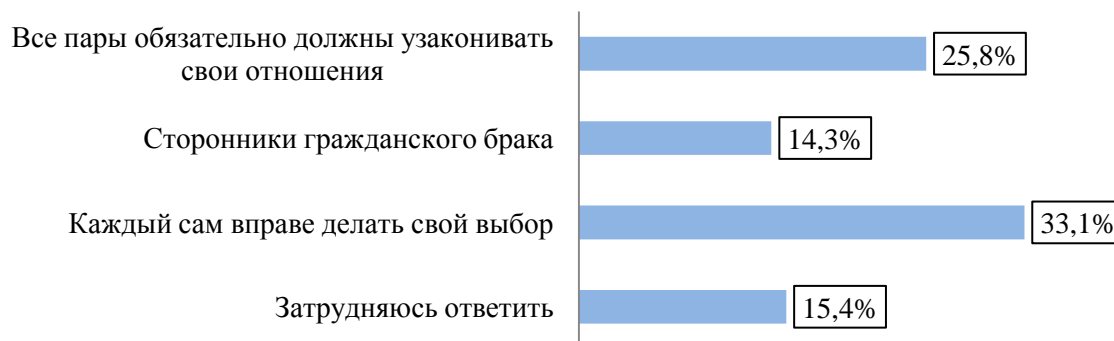 Все пары обязательно должны узаконивать
свои отношения
25,8%
Сторонники гражданского брака
14,3%
Каждый сам вправе делать свой выбор
33,1%
Затрудняюсь ответить
15,4%